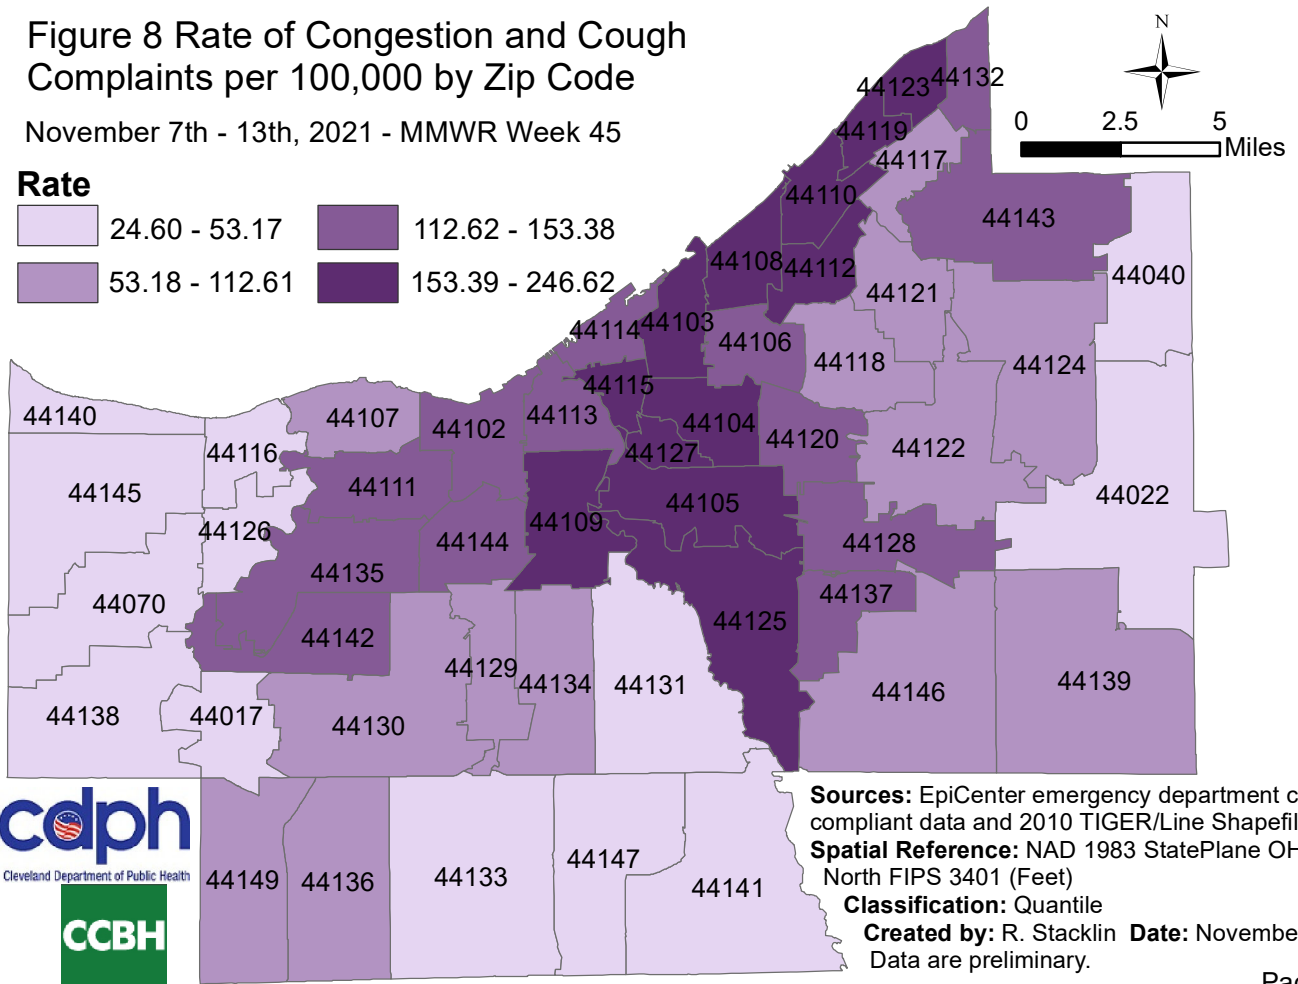 Figure 8 Rate of Congestion and Cough
Complaints per 100,000 by Zip Code
November 7th - 13th, 2021 - MMWR Week 45
Rate
24.60 - 53.17
112.62 - 153.38
53.18 - 112.61
153.39 - 246.62
N
0 2.5 5
Miles
44123
44132
44119
44117
44110
44143
44108
44112
44040
44121
44114
44103
44106
44118
44124
44115
44140
44107
44102
44113
44104
44120
44116
44127
44122
44145
44111
44105
44022
44126
44109
44144
44128
44135
44070
44137
44142
44125
44129
44134
44131
44146
44139
44138
44017
44130
44149
44136
44133
44147
44141
cdph
Cleveland Department of Public Health
CCBH
Sources: EpiCenter emergency department c
compliant data and 2010 TIGER/Line Shapefil
Spatial Reference: NAD 1983 StatePlane OH
North FIPS 3401 (Feet)
Classification: Quantile
Created by: R. Stacklin Date: Novembe
Data are preliminary.